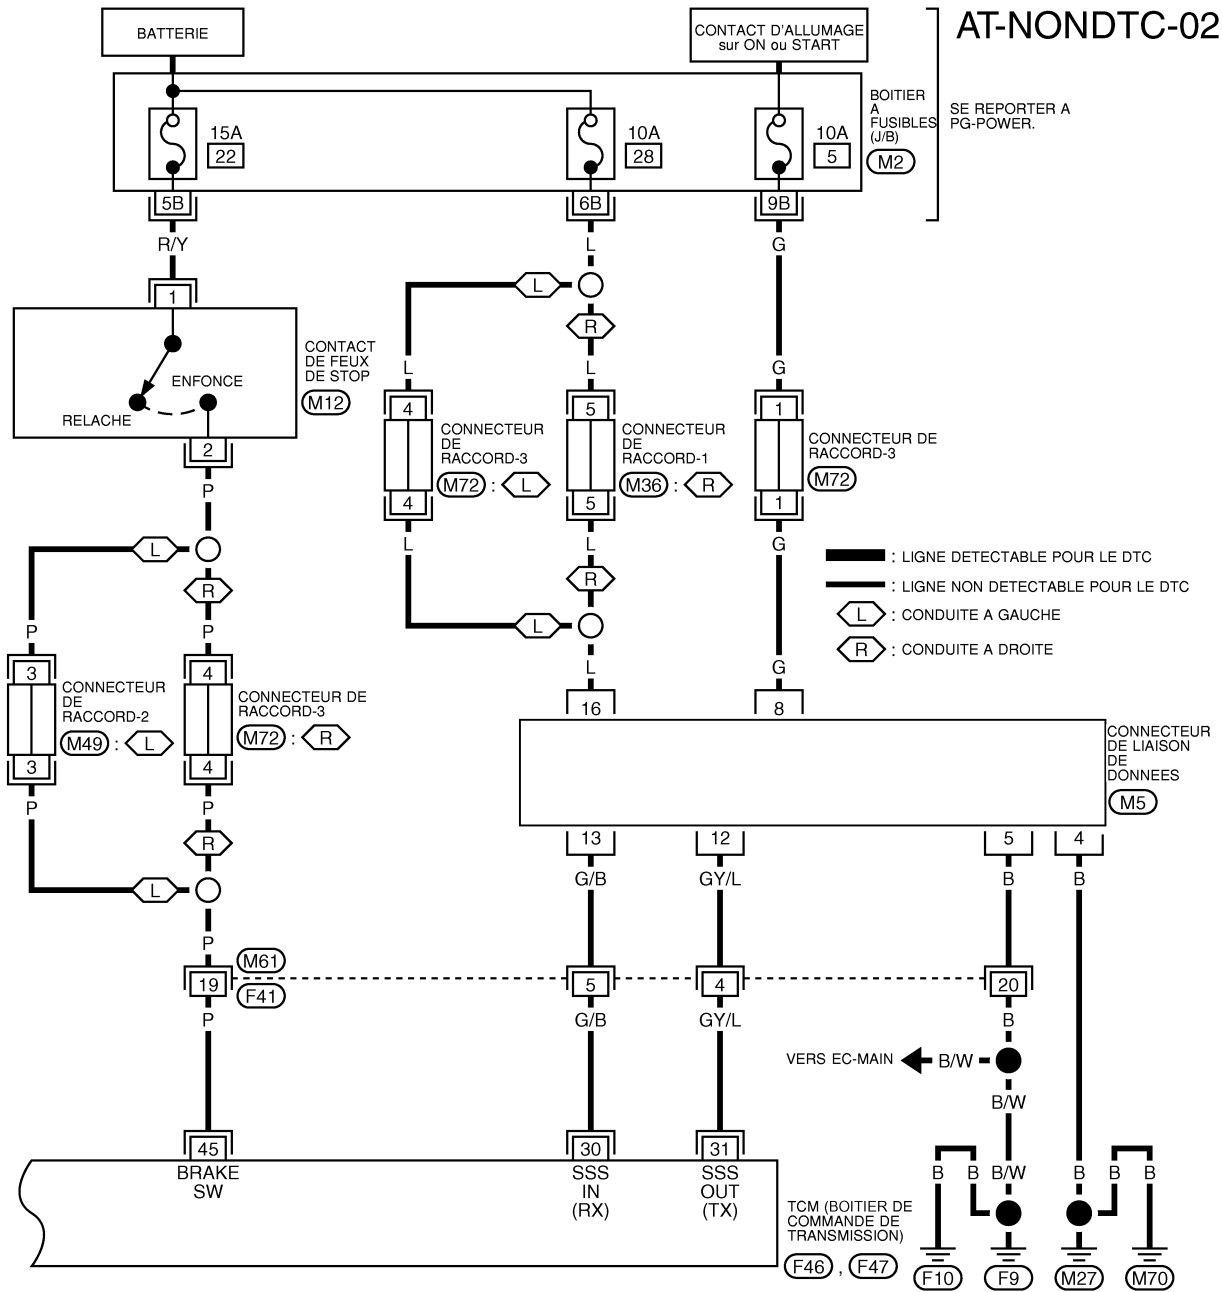 AT-NONDTC-02
BATTERIE
CONTACT D'ALLUMAGE
sur ON ou START
BOITIER
A
FUSIBLES
(J/B)
M2
SE REPORTER A
PG-POWER.
15A
22
10A
28
10A
5
5B
6B
9B
R/Y
L
G
1
L
R
CONTACT
DE FEUX
DE STOP
M12
ENFONCE
RELACHE
L
L
G
2
4
5
1
P
CONNECTEUR
DE
RACCORD-3
M72 : L
CONNECTEUR
DE
RACCORD-1
M36 : R
CONNECTEUR DE
RACCORD-3
M72
4
5
1
L
L
G
L
R
R
L
P
P
L
G
: LIGNE DETECTABLE POUR LE DTC
: LIGNE NON DETECTABLE POUR LE DTC
L : CONDUITE A GAUCHE
R : CONDUITE A DROITE
3
4
CONNECTEUR
DE
RACCORD-2
M49 : L
CONNECTEUR DE
RACCORD-3
M72 : R
3
4
16
8
CONNECTEUR
DE LIAISON
DE
DONNEES
M5
P
P
R
L
13
12
5
4
G/B
GY/L
B
B
P
M61
19
F41
5
4
20
P
G/B
GY/L
B
VERS EC-MAIN
B/W
B/W
45
30
31
BRAKE
SW
SSS
IN
(RX)
SSS
OUT
(TX)
B
B
B/W
B
B
B
TCM (BOITIER DE
COMMANDE DE
TRANSMISSION)
F46 , F47
F10
F9
M27
M70